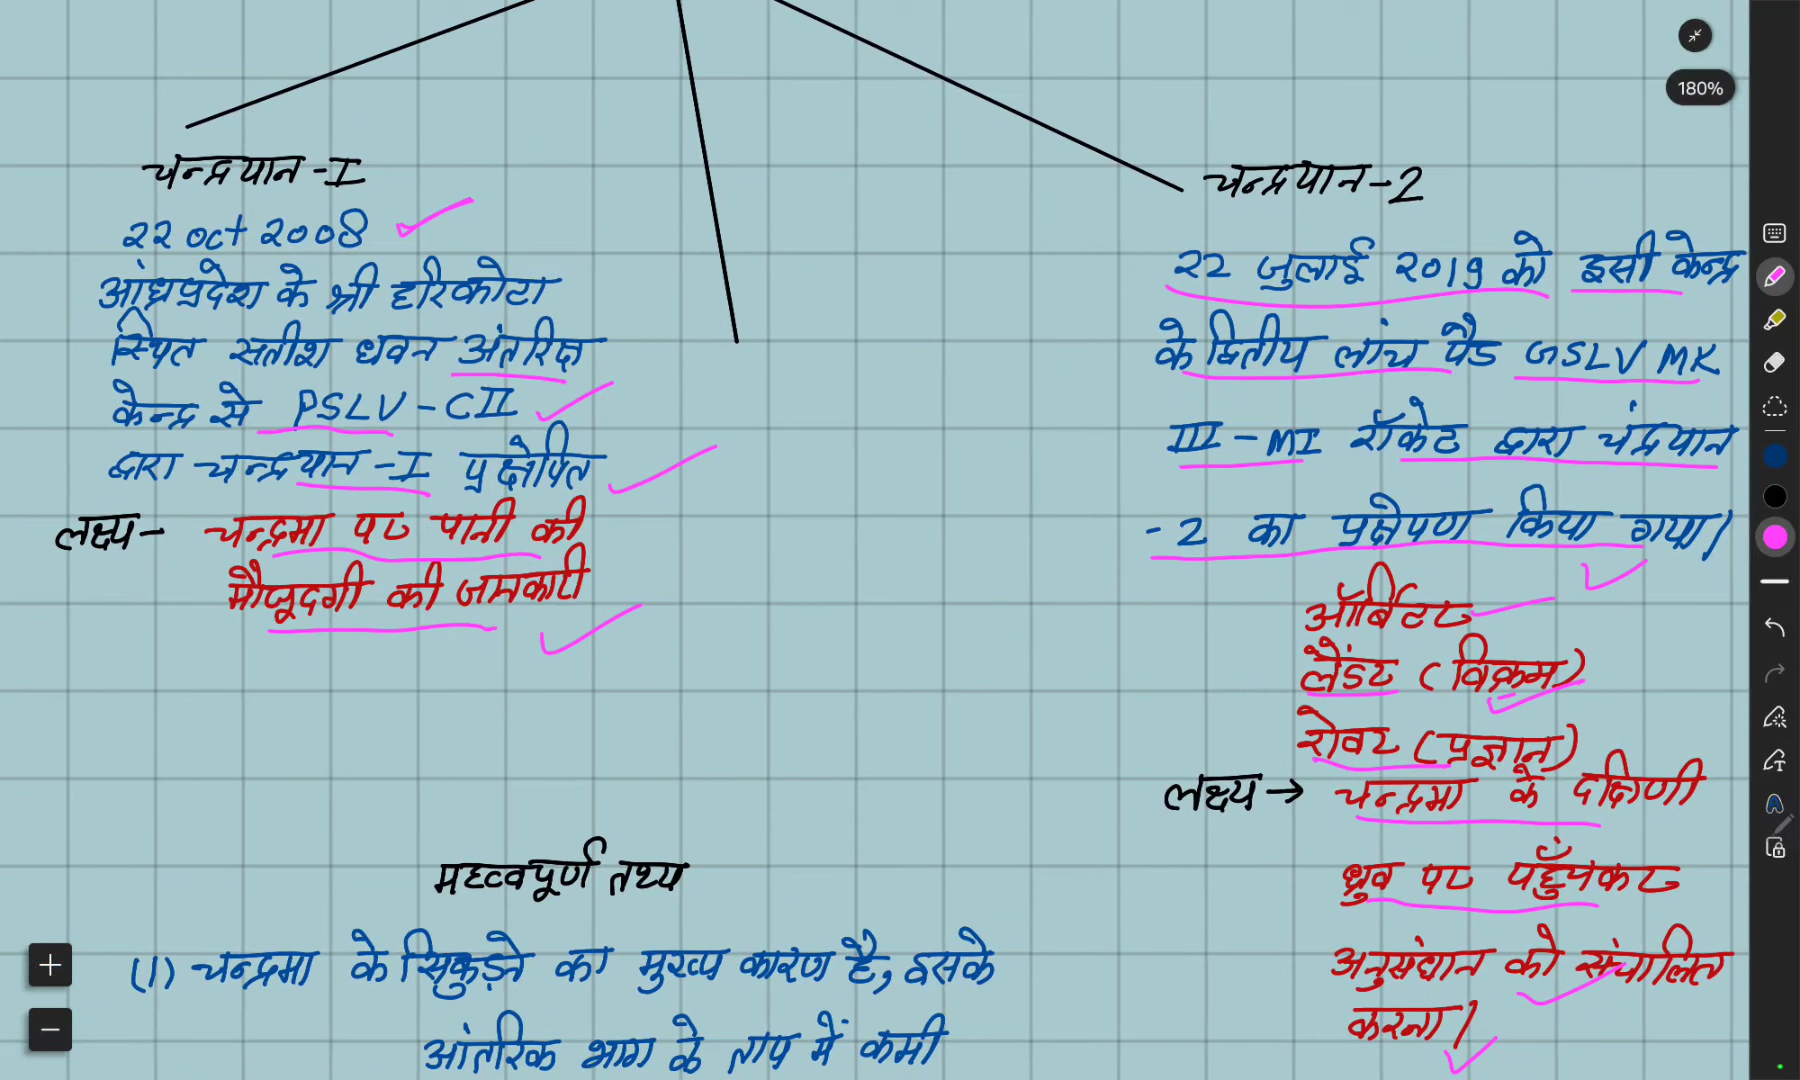 180%
चन्द्रयान -I
22 oct 2008
आंध्रप्रदेश के श्री हरिकोटा
स्थित सतीश धवन अंतरिक्ष
केन्द्र से PSLV - CII
द्वारा चन्द्रयान -I प्रक्षेपित
लक्ष्य - चन्द्रमा पर पानी की
मौजूदगी की जानकारी
चन्द्रयान -2
22 जुलाई 2019 को इसी केन्द्र
के द्वितीय लांच पैड GSLV MK
III - MI रॉकेट द्वारा चंद्रयान
-2 का प्रक्षेपण किया गया।
ऑर्बिटर
लैंडर (विक्रम)
रोवर (प्रज्ञान)
लक्ष्य → चन्द्रमा के दक्षिणी
ध्रुव पर पहुँचकर
अनुसंधान को संचालित
करना।
महत्वपूर्ण तथ्य
(1) चन्द्रमा के सिकुड़ने का मुख्य कारण है, इसके
आंतरिक भाग के ताप में कमी